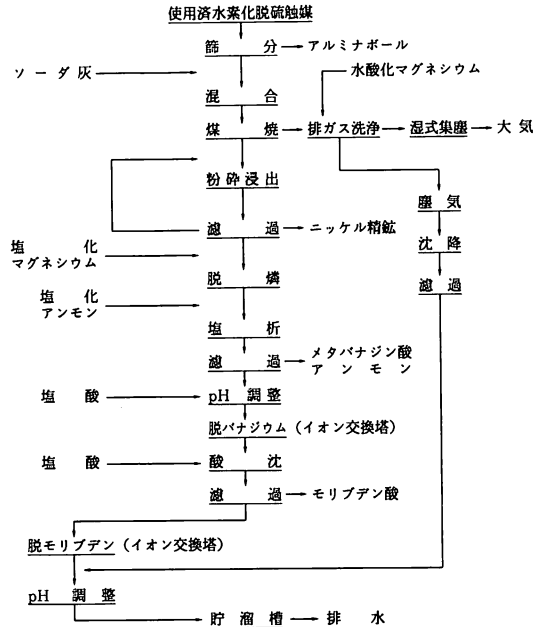 使用済水素化脱硫触媒
篩分 アルミナボール
ソーダ灰 水酸化マグネシウム
混合
煤焼 排ガス洗浄 湿式集塵 大気
粉砕浸出
塵気
濾過 ニッケル精鉱
塩化 沈降
マグネシウム
脱燐 濾過
塩化
アンモン
塩析
濾過 メタバナジン酸
アンモン
塩酸 pH調整
脱バナジウム(イオン交換塔)
塩酸 酸沈
濾過 モリブデン酸
脱モリブデン(イオン交換塔)
pH調整
貯溜槽 排水